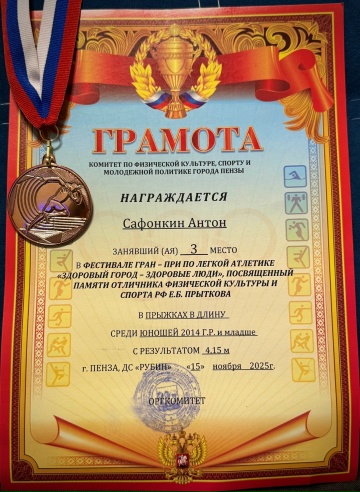 ГРАМОТА
КОМИТЕТ ПО ФИЗИЧЕСКОЙ КУЛЬТУРЕ, СПОРТУ И
МОЛОДЕЖНОЙ ПОЛИТИКЕ ГОРОДА ПЕНЗЫ
НАГРАЖДАЕТСЯ
Сафонкин Антон
ЗАНЯВШИЙ (АЯ) 3 МЕСТО
В ФЕСТИВАЛЕ ГРАН – ПРИ ПО ЛЕГКОЙ АТЛЕТИКЕ
«ЗДОРОВЫЙ ГОРОД – ЗДОРОВЫЕ ЛЮДИ», ПОСВЯЩЕННЫЙ
ПАМЯТИ ОТЛИЧНИКА ФИЗИЧЕСКОЙ КУЛЬТУРЫ И
СПОРТА РФ Е.Б. ПРЫТКОВА
В ПРЫЖКАХ В ДЛИНУ
СРЕДИ ЮНОШЕЙ 2014 Г.Р. и младше
С РЕЗУЛЬТАТОМ 4.15 м
г. ПЕНЗА, ДС «РУБИН» «15» ноября 2025г.
ОРГКОМИТЕТ